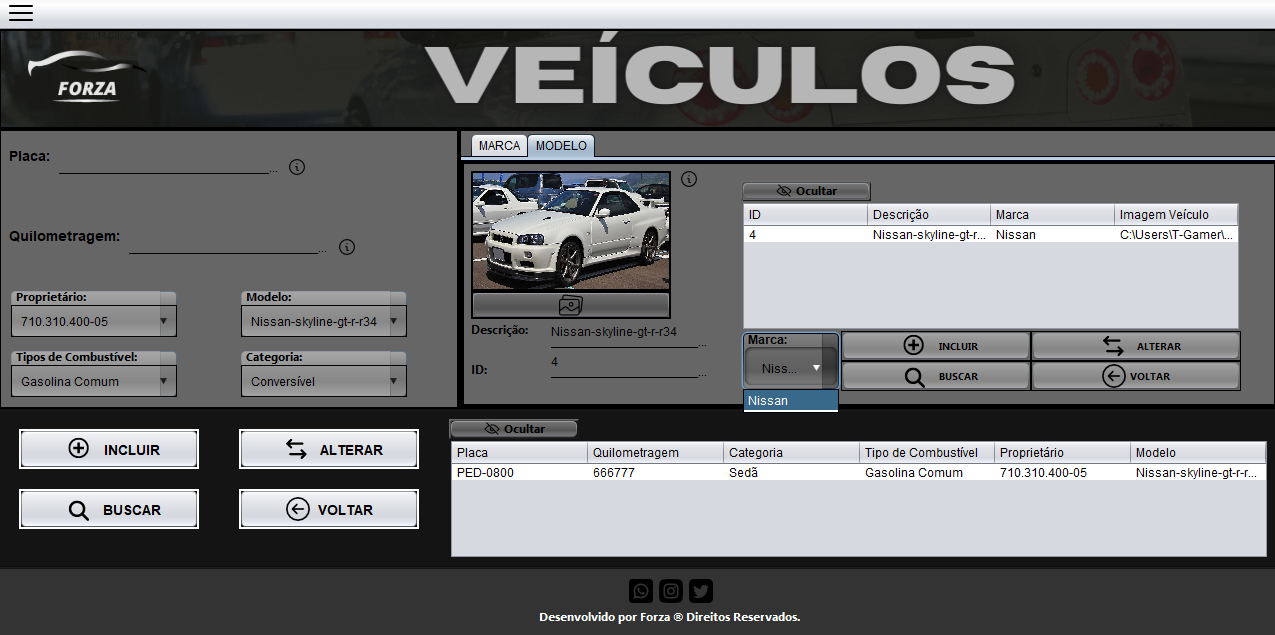 FORZA
VEÍCULOS
Placa:
...
Quilometragem:
...
Proprietário:
710.310.400-05
Modelo:
Nissan-skyline-gt-r-r34
Tipos de Combustível:
Gasolina Comum
Categoria:
Conversível
MARCA MODELO
Descrição: Nissan-skyline-gt-r-r34
...
ID: 4
...
Ocultar
ID Descrição Marca Imagem Veículo
4 Nissan-skyline-gt-r... Nissan C:\Users\T-Gamer\...
Marca:
Niss...
Nissan
INCLUIR ALTERAR
BUSCAR VOLTAR
INCLUIR ALTERAR
BUSCAR VOLTAR
Ocultar
Placa Quilometragem Categoria Tipo de Combustível Proprietário Modelo
PED-0800 666777 Sedã Gasolina Comum 710.310.400-05 Nissan-skyline-gt-r-r...
Desenvolvido por Forza ® Direitos Reservados.